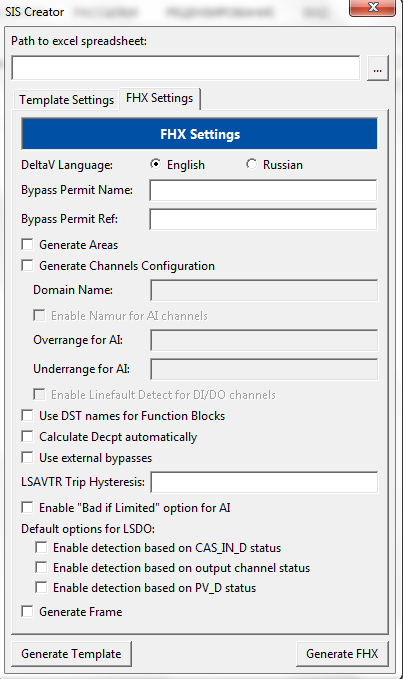 SIS Creator
Path to excel spreadsheet:
...
Template Settings FHX Settings
FHX Settings
DeltaV Language: English Russian
Bypass Permit Name:
Bypass Permit Ref:
Generate Areas
Generate Channels Configuration
Domain Name:
Enable Namur for AI channels
Overrange for AI:
Underrange for AI:
Enable Linefault Detect for DI/DO channels
Use DST names for Function Blocks
Calculate Decpt automatically
Use external bypasses
LSAVTR Trip Hysteresis:
Enable "Bad if Limited" option for AI
Default options for LSDO:
Enable detection based on CAS_IN_D status
Enable detection based on output channel status
Enable detection based on PV_D status
Generate Frame
Generate Template Generate FHX